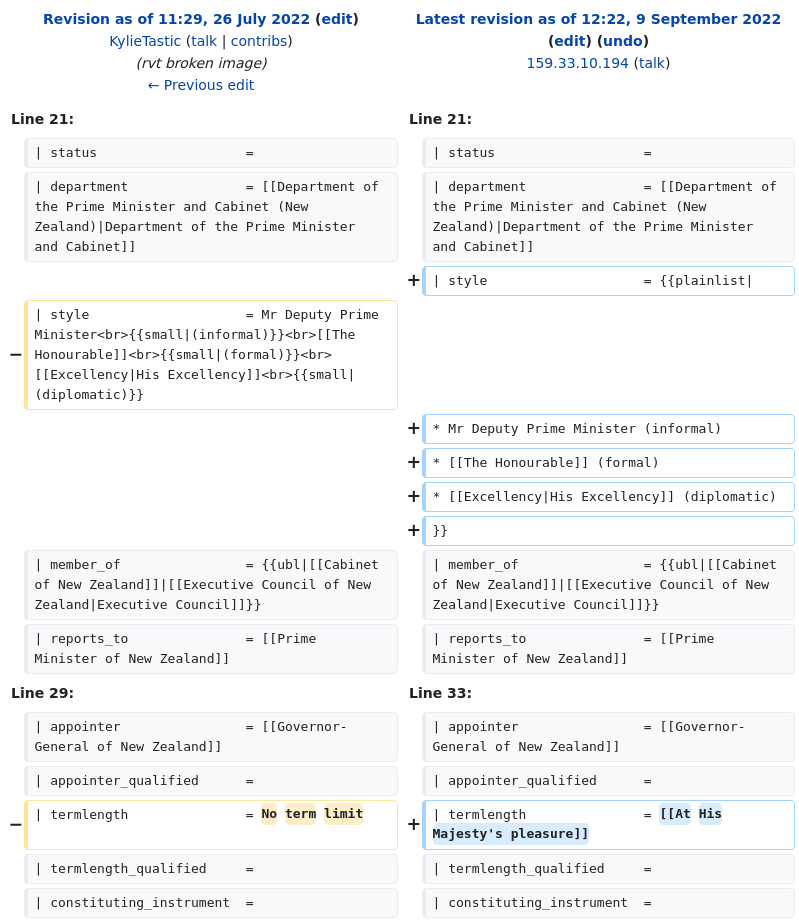 Revision as of 11:29, 26 July 2022 (edit)
KylieTastic (talk | contribs)
(rvt broken image)
← Previous edit
Latest revision as of 12:22, 9 September 2022
(edit) (undo)
159.33.10.194 (talk)
Line 21:
Line 21:
| status                   =
| status                   =
| department               = [[Department of
the Prime Minister and Cabinet (New
Zealand)|Department of the Prime Minister
and Cabinet]]
| department               = [[Department of
the Prime Minister and Cabinet (New
Zealand)|Department of the Prime Minister
and Cabinet]]
+
| style                    = {{plainlist|
−
| style                    = Mr Deputy Prime
Minister<br>{{small|(informal)}}<br>[[The
Honourable]]<br>{{small|(formal)}}<br>
[[Excellency|His Excellency]]<br>{{small|
(diplomatic)}}
+
* Mr Deputy Prime Minister (informal)
+
* [[The Honourable]] (formal)
+
* [[Excellency|His Excellency]] (diplomatic)
+
}}
| member_of                = {{ubl|[[Cabinet
of New Zealand]]|[[Executive Council of New
Zealand|Executive Council]]}}
| member_of                = {{ubl|[[Cabinet
of New Zealand]]|[[Executive Council of New
Zealand|Executive Council]]}}
| reports_to               = [[Prime
Minister of New Zealand]]
| reports_to               = [[Prime
Minister of New Zealand]]
Line 29:
Line 33:
| appointer                = [[Governor-
General of New Zealand]]
| appointer                = [[Governor-
General of New Zealand]]
| appointer_qualified      =
| appointer_qualified      =
−
| termlength               = No term limit
+
| termlength               = [[At His
Majesty's pleasure]]
| termlength_qualified     =
| termlength_qualified     =
| constituting_instrument  =
| constituting_instrument  =